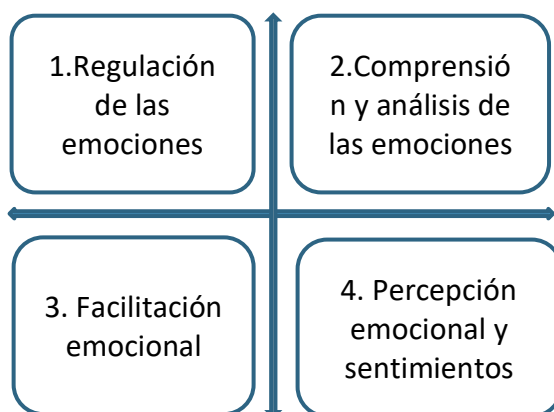 1.Regulación
de las
emociones
2.Comprensió
n y análisis de
las emociones
3. Facilitación
emocional
4. Percepción
emocional y
sentimientos